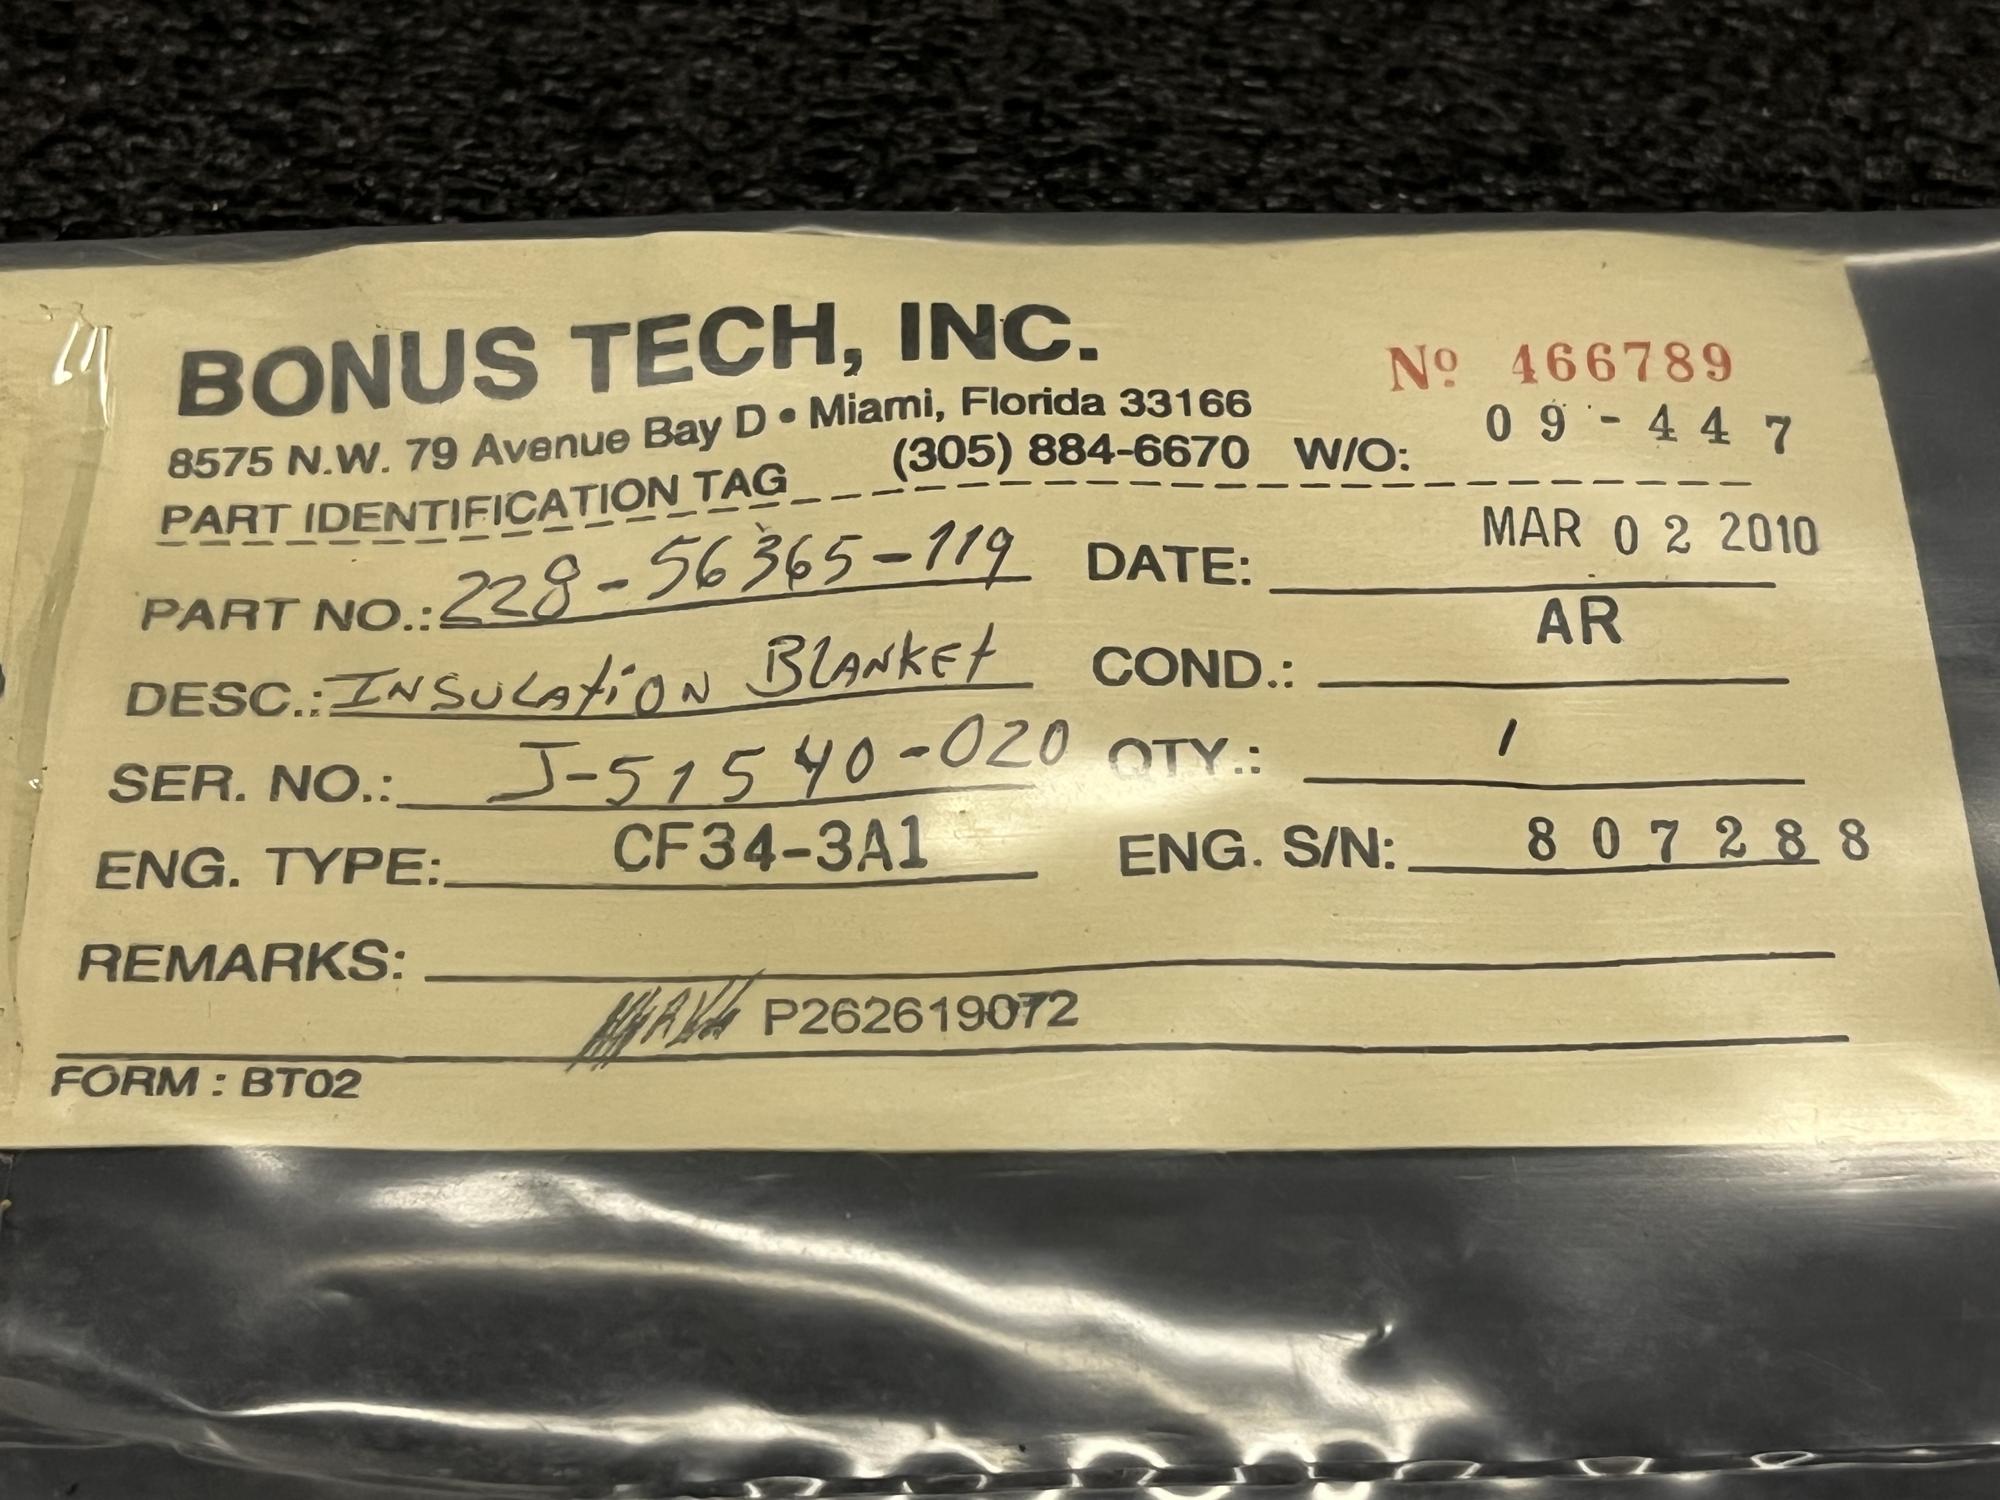 BONUS TECH, INC.
Nº 466789
8575 N.W. 79 Avenue Bay D • Miami, Florida 33166
(305) 884-6670 W/O: 09-447
PART IDENTIFICATION TAG
PART NO.: 228-56365-119 DATE: MAR 02 2010
DESC.: INSULATION BLANKET COND.: AR
SER. NO.: J-51540-020 QTY.: 1
ENG. TYPE: CF34-3A1 ENG. S/N: 807288
REMARKS:
P262619072
FORM : BT02